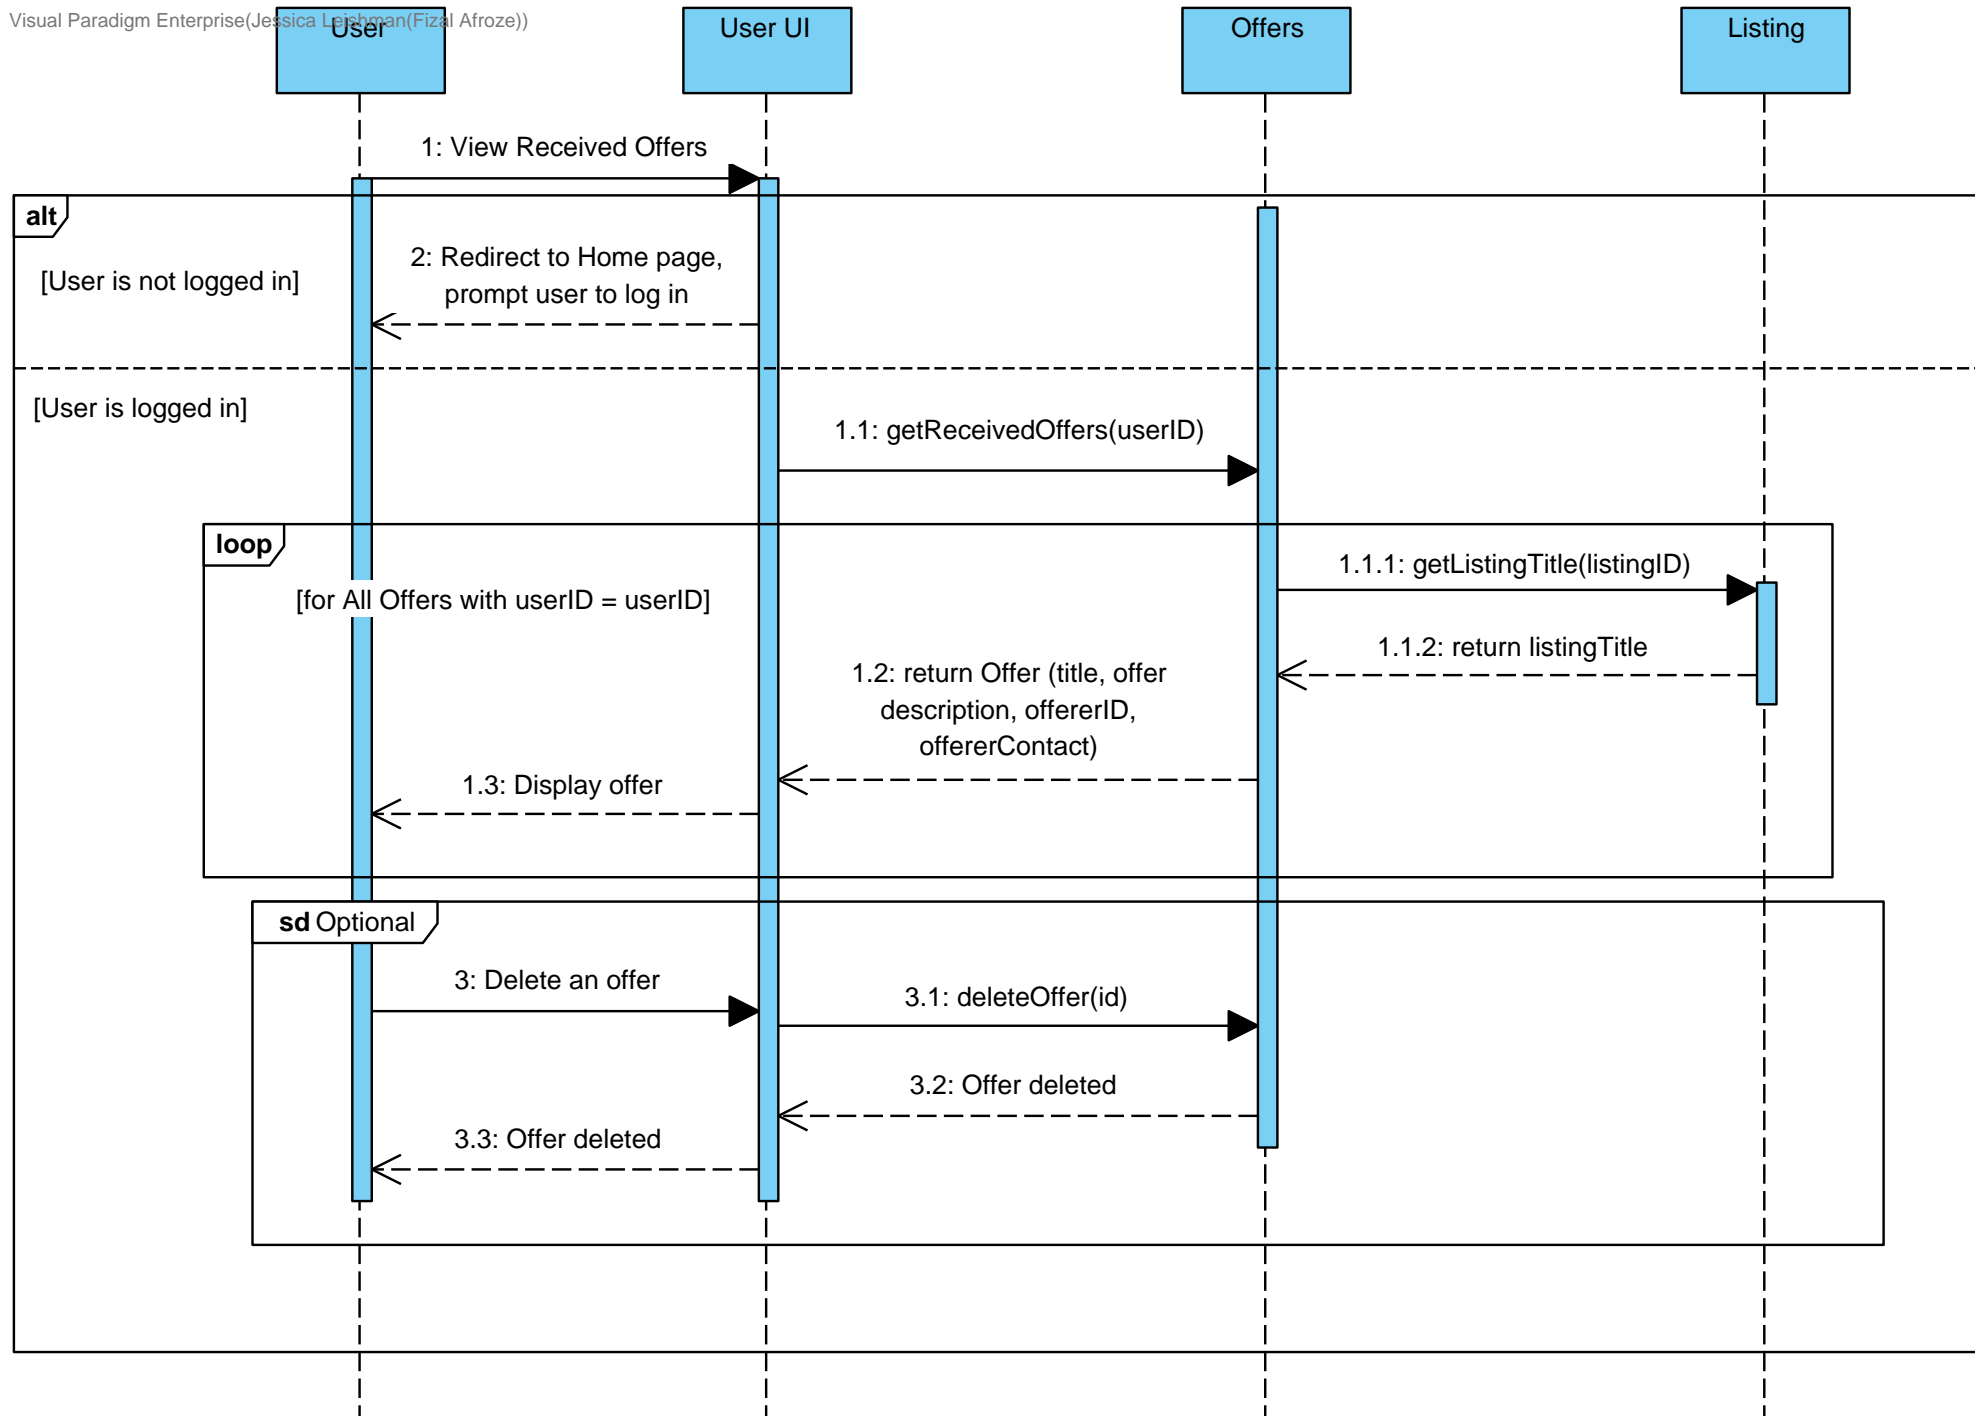 Visual Paradigm Enterprise(Jessica Leishman(Fizal Afroze))
User
User UI
Offers
Listing
1: View Received Offers
alt
2: Redirect to Home page,
prompt user to log in
[User is not logged in]
[User is logged in]
1.1: getReceivedOffers(userID)
loop
1.1.1: getListingTitle(listingID)
[for All Offers with userID = userID]
1.1.2: return listingTitle
1.2: return Offer (title, offer
description, offererID,
offererContact)
1.3: Display offer
sd Optional
3: Delete an offer
3.1: deleteOffer(id)
3.2: Offer deleted
3.3: Offer deleted